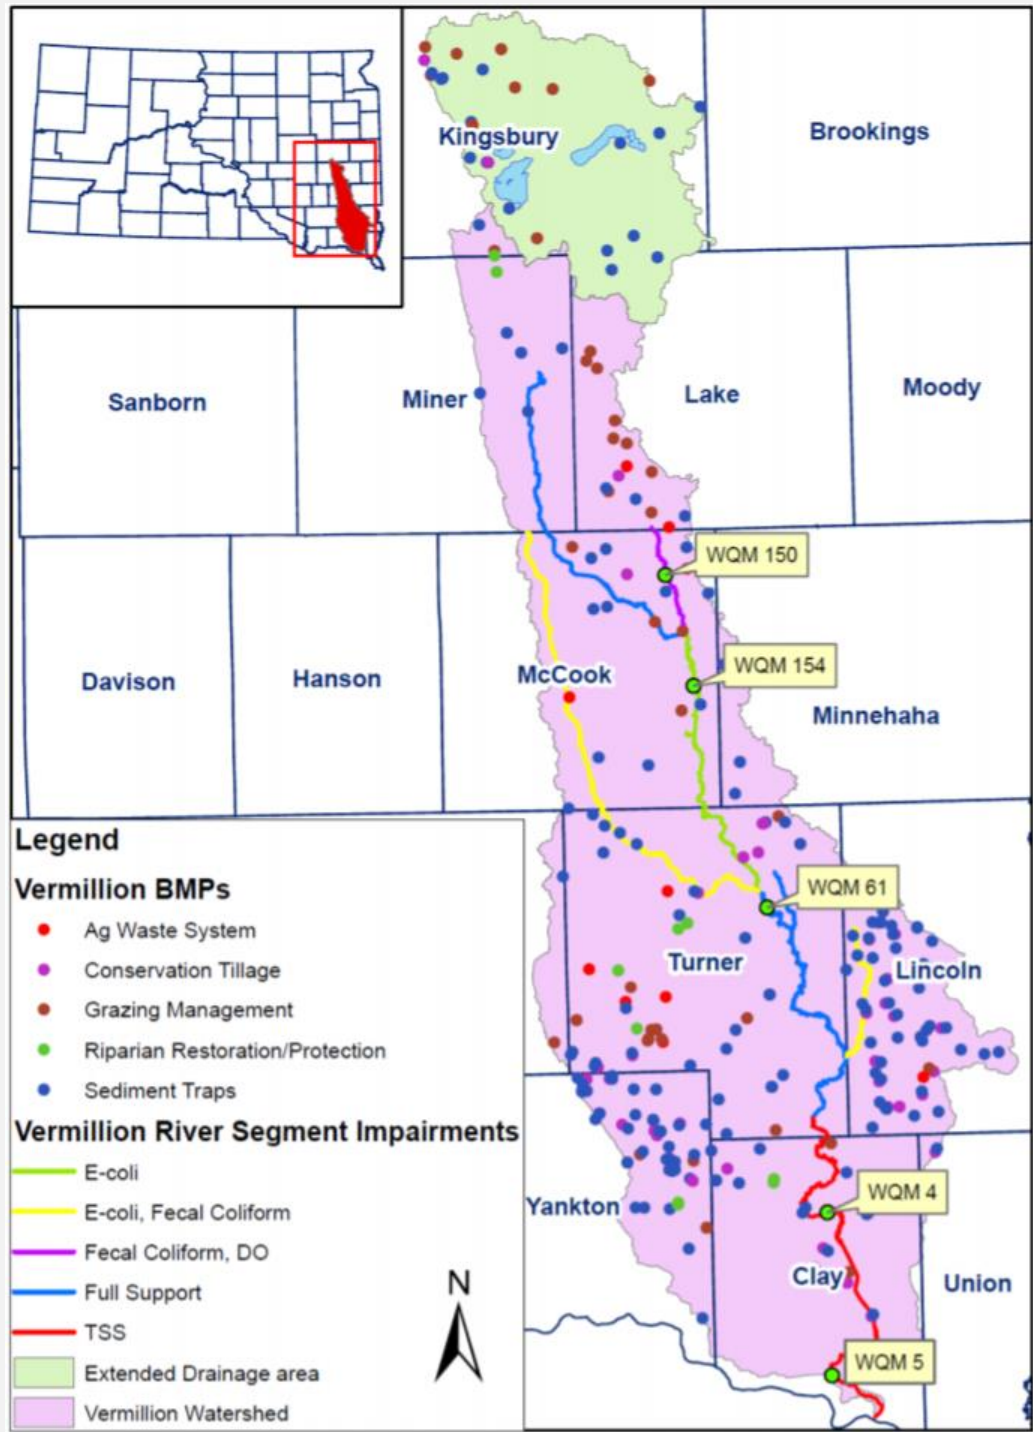 Kingsbury
Brookings
Sanborn
Miner
Lake
Moody
WQM 150
Davison
Hanson
McCook
WQM 154
Minnehaha
WQM 61
Turner
Lincoln
Yankton
WQM 4
Clay
Union
WQM 5
N
Legend
Vermillion BMPs
Ag Waste System
Conservation Tillage
Grazing Management
Riparian Restoration/Protection
Sediment Traps
Vermillion River Segment Impairments
E-coli
E-coli, Fecal Coliform
Fecal Coliform, DO
Full Support
TSS
Extended Drainage area
Vermillion Watershed